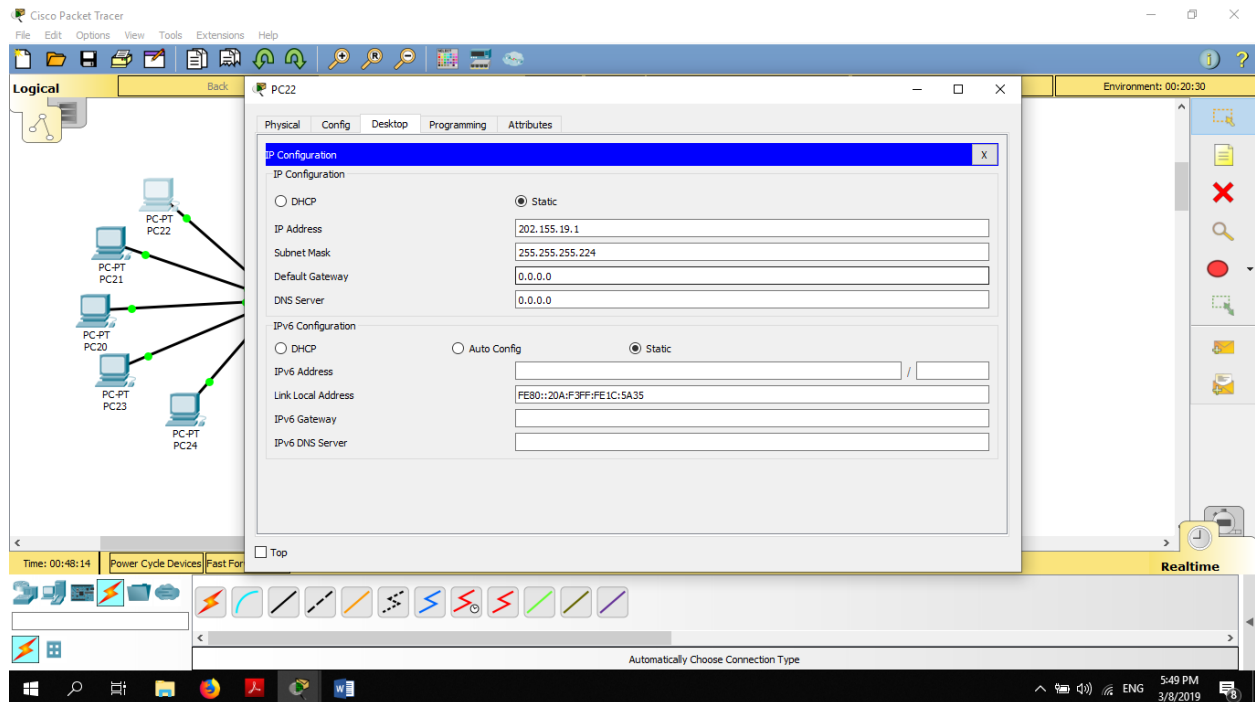 Cisco Packet Tracer
File Edit Options View Tools Extensions Help
Logical
Back
Environment: 00:20:30
PC22
Physical Config Desktop Programming Attributes
IP Configuration
X
IP Configuration
DHCP
Static
IP Address
202.155.19.1
Subnet Mask
255.255.255.224
Default Gateway
0.0.0.0
DNS Server
0.0.0.0
IPv6 Configuration
DHCP
Auto Config
Static
IPv6 Address
/
Link Local Address
FE80::20A:F3FF:FE1C:5A35
IPv6 Gateway
IPv6 DNS Server
Top
PC-PT
PC22
PC-PT
PC21
PC-PT
PC20
PC-PT
PC23
PC-PT
PC24
Time: 00:48:14
Power Cycle Devices
Fast For
Realtime
Automatically Choose Connection Type
ENG
5:49 PM
3/8/2019
8